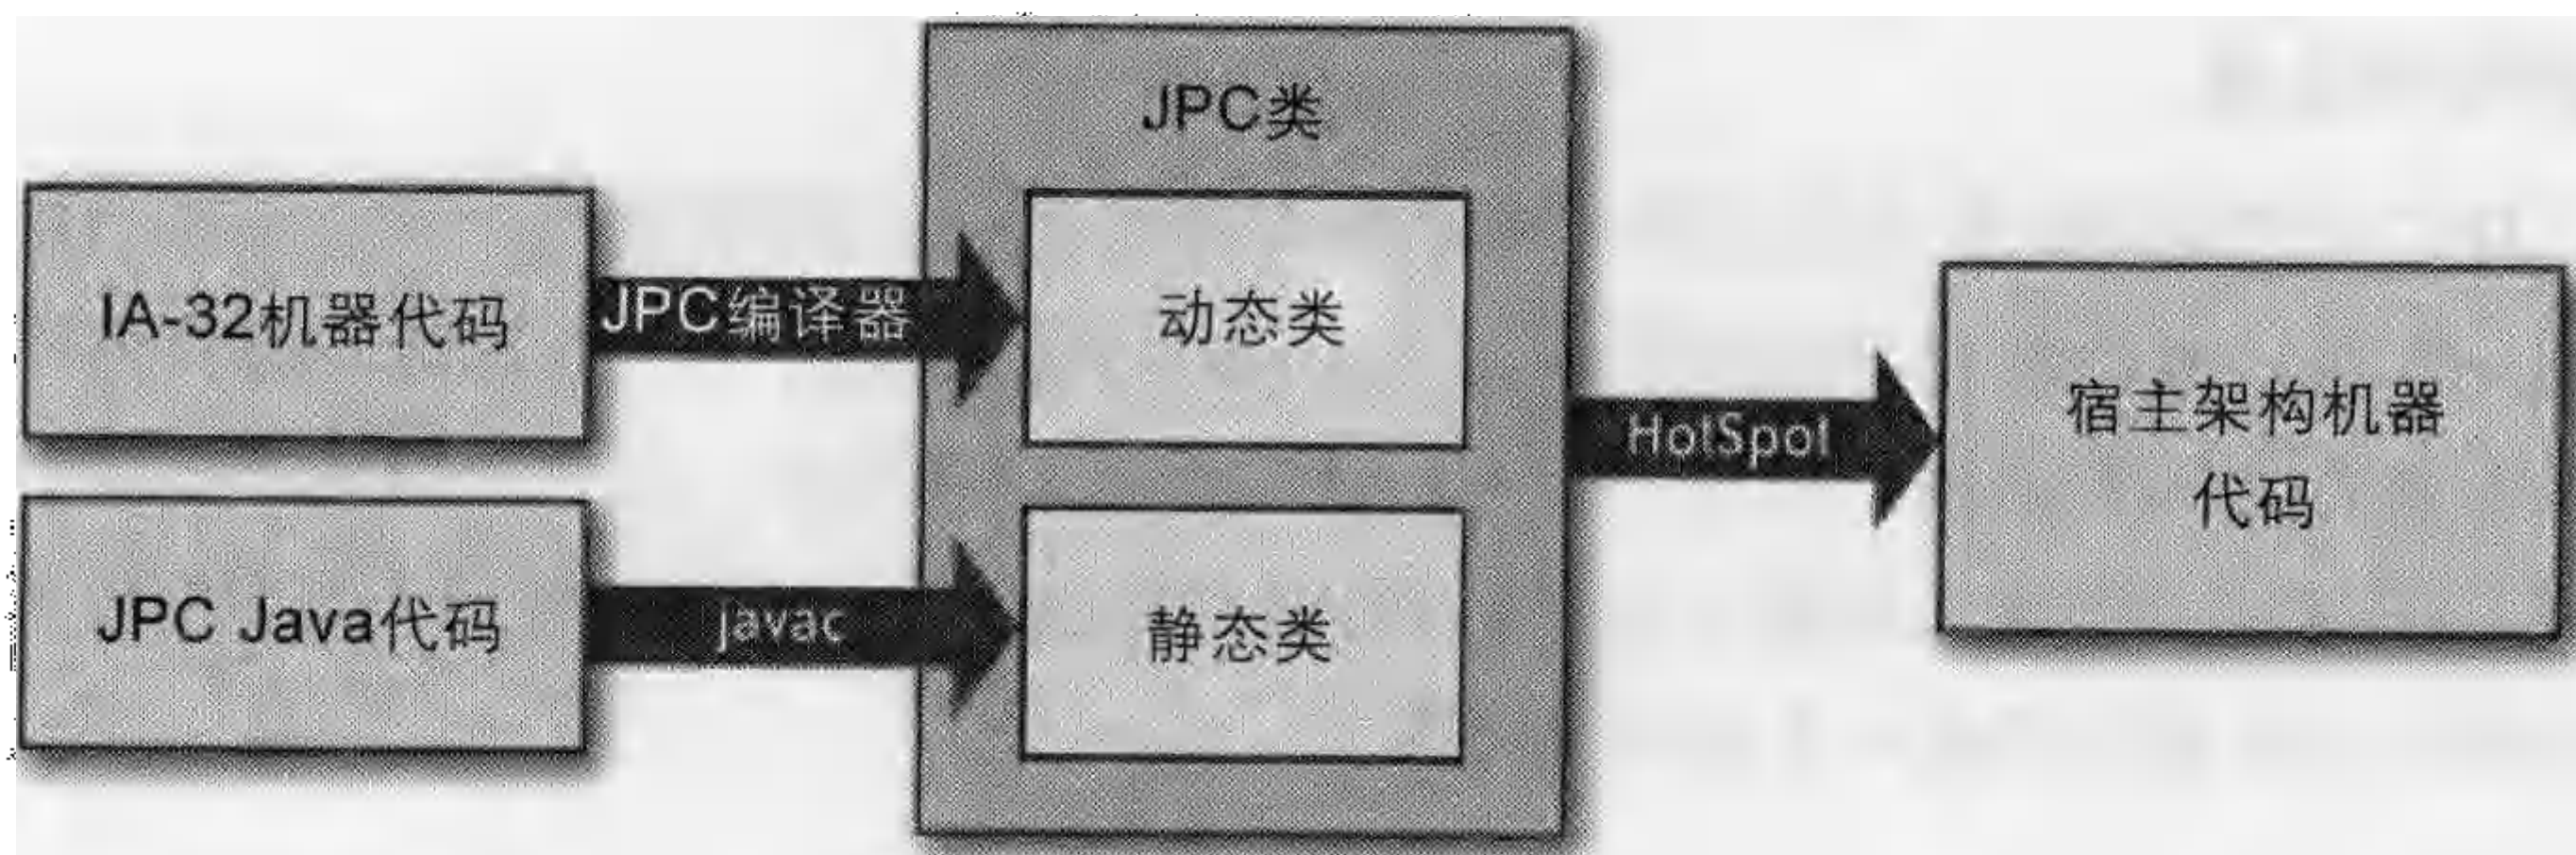 JPC类
IA-32机器代码
JPC编译器
动态类
JPC Java代码
javac
静态类
HotSpot
宿主架构机器
代码